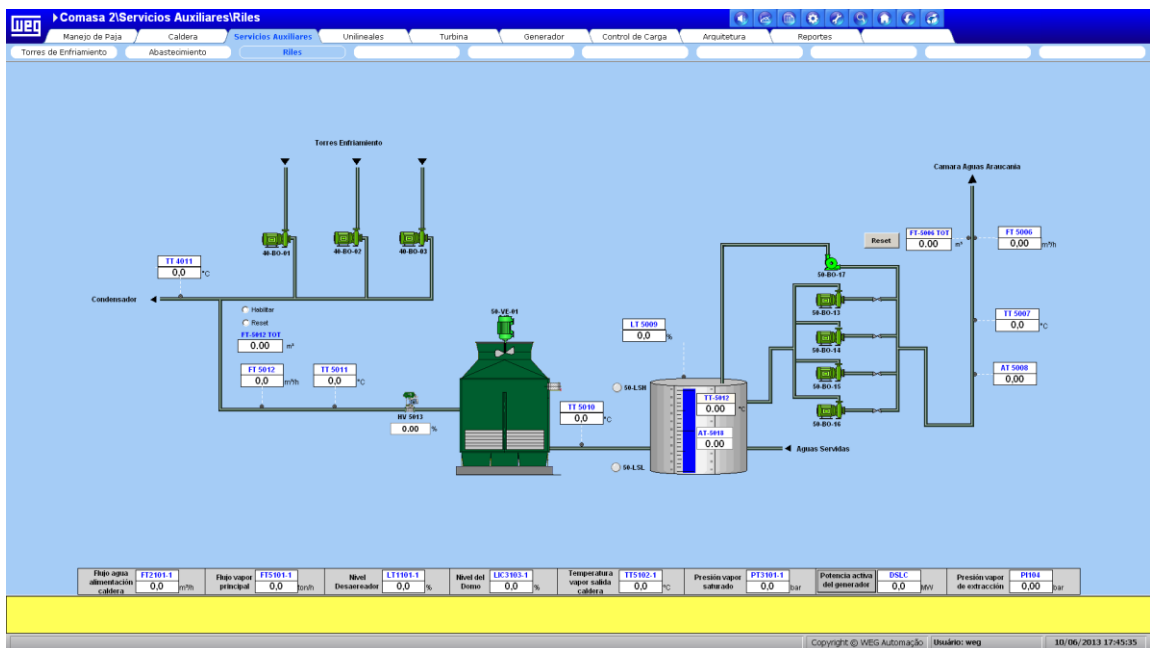 weg
Comasa 2\Servicios Auxiliares\Riles
Manejo de Paja
Caldera
Servicios Auxiliares
Unilineales
Turbina
Generador
Control de Carga
Arquitetura
Reportes
Torres de Enfriamiento
Abastecimiento
Riles
Torres Enfriamiento
Camara Aguas Araucanía
40-BO-01
40-BO-02
40-BO-03
Reset
FT-5006 TOT
0.00 m³
FT 5006
0,00 m³/h
TT 4011
0,0 °C
50-BO-17
Condensador
Habilitar
Reset
FT-5012 TOT
0.00 m³
50-VE-01
LT 5009
0,0 %
50-BO-13
TT 5007
0,0 °C
50-BO-14
FT 5012
0,0 m³/h
TT 5011
0,0 °C
AT 5008
0,00
50-BO-15
50-LSH
HV 5013
0.00 %
TT 5010
0,0 °C
TT-5012
0.00 °C
AT-5018
0.00
50-BO-16
Aguas Servidas
50-LSL
Flujo agua
alimentación
caldera
FT2101-1
0,0 m³/h
Flujo vapor
principal
FT5101-1
0,0 ton/h
Nivel
Desaereador
LT1101-1
0,0 %
Nivel del
Domo
LIC3103-1
0,0 %
Temperatura
vapor salida
caldera
TT5102-1
0,0 °C
Presión vapor
saturado
PT3101-1
0,0 bar
Potencia activa
del generador
DSLC
0,0 MW
Presión vapor
de extracción
PI104
0,00 bar
Copyright © WEG Automação
Usuário: weg
10/06/2013 17:45:35